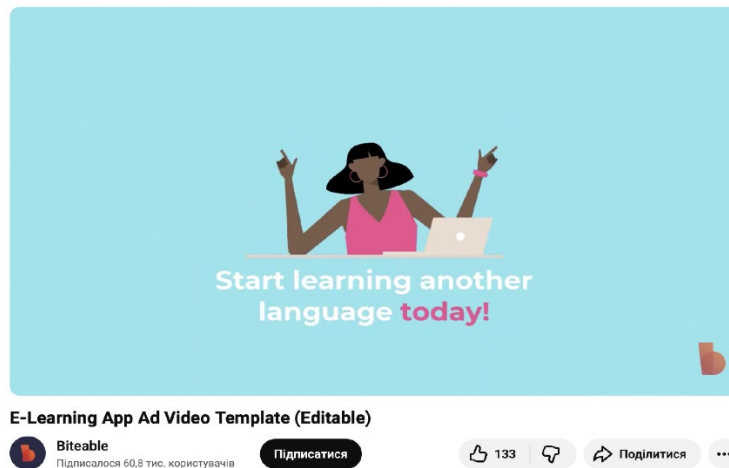 Start learning another
language today!
E-Learning App Ad Video Template (Editable)
Biteable
Підписалося 60,8 тис. користувачів
Підписатися
133
Поділитися